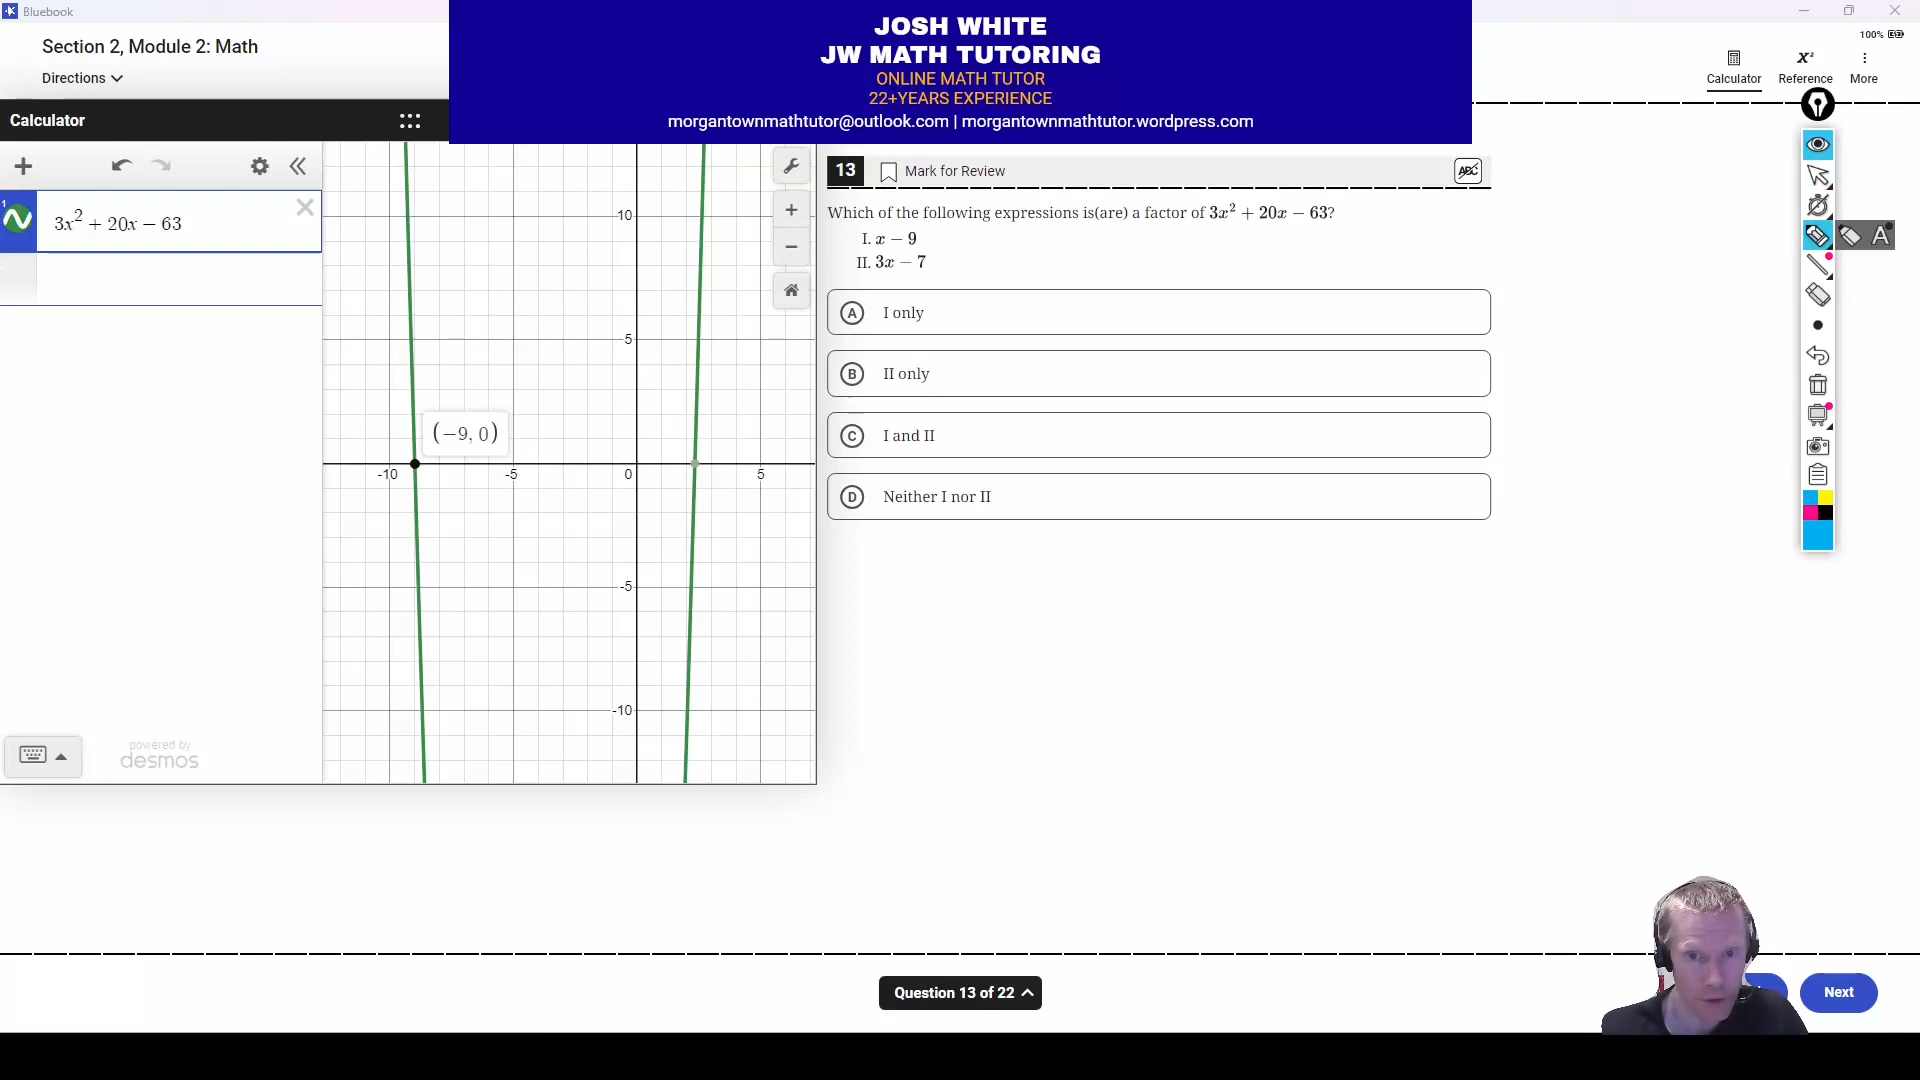 Bluebook
Section 2, Module 2: Math
Directions
JOSH WHITE
JW MATH TUTORING
ONLINE MATH TUTOR
22+YEARS EXPERIENCE
morgantownmathtutor@outlook.com | morgantownmathtutor.wordpress.com
100%
Calculator
Reference
More
Calculator
1
3x² + 20x − 63
10
5
(−9, 0)
-10
-5
0
5
-5
-10
powered by
desmos
13
Mark for Review
ABC
Which of the following expressions is(are) a factor of 3x² + 20x − 63?
I. x − 9
II. 3x − 7
A I only
B II only
C I and II
D Neither I nor II
A
Question 13 of 22
Next